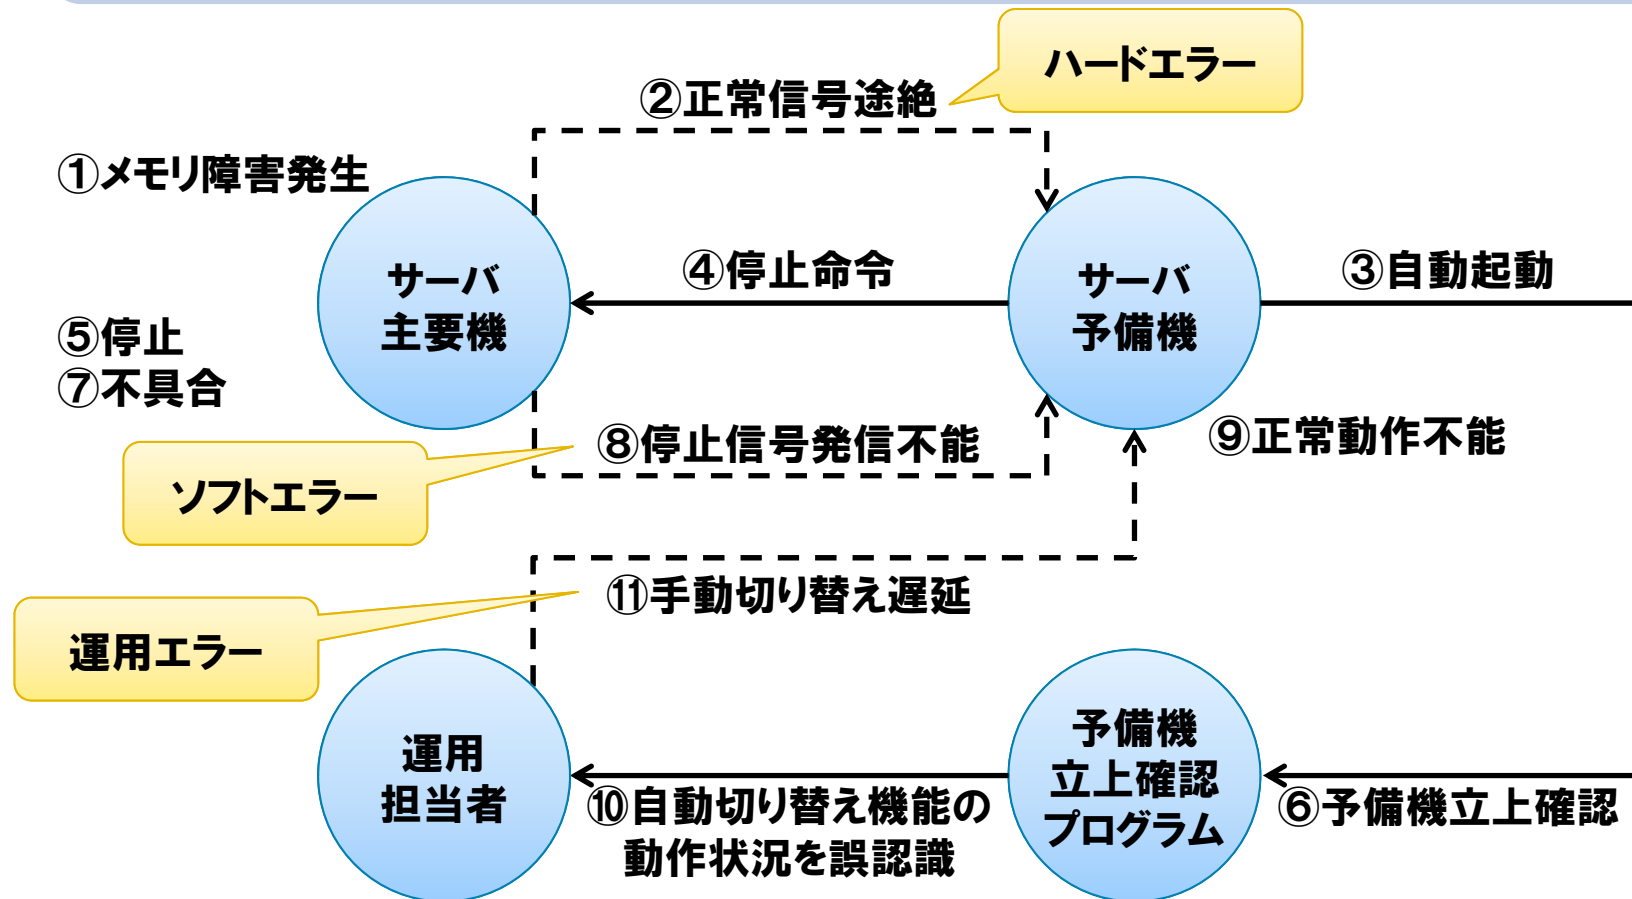 ハードエラー
②正常信号途絶
①メモリ障害発生
サーバ
主要機
④停止命令
サーバ
予備機
③自動起動
⑤停止
⑦不具合
⑧停止信号発信不能
⑨正常動作不能
ソフトエラー
⑪手動切り替え遅延
運用エラー
運用
担当者
⑩自動切り替え機能の
動作状況を誤認識
予備機
立上確認
プログラム
⑥予備機立上確認